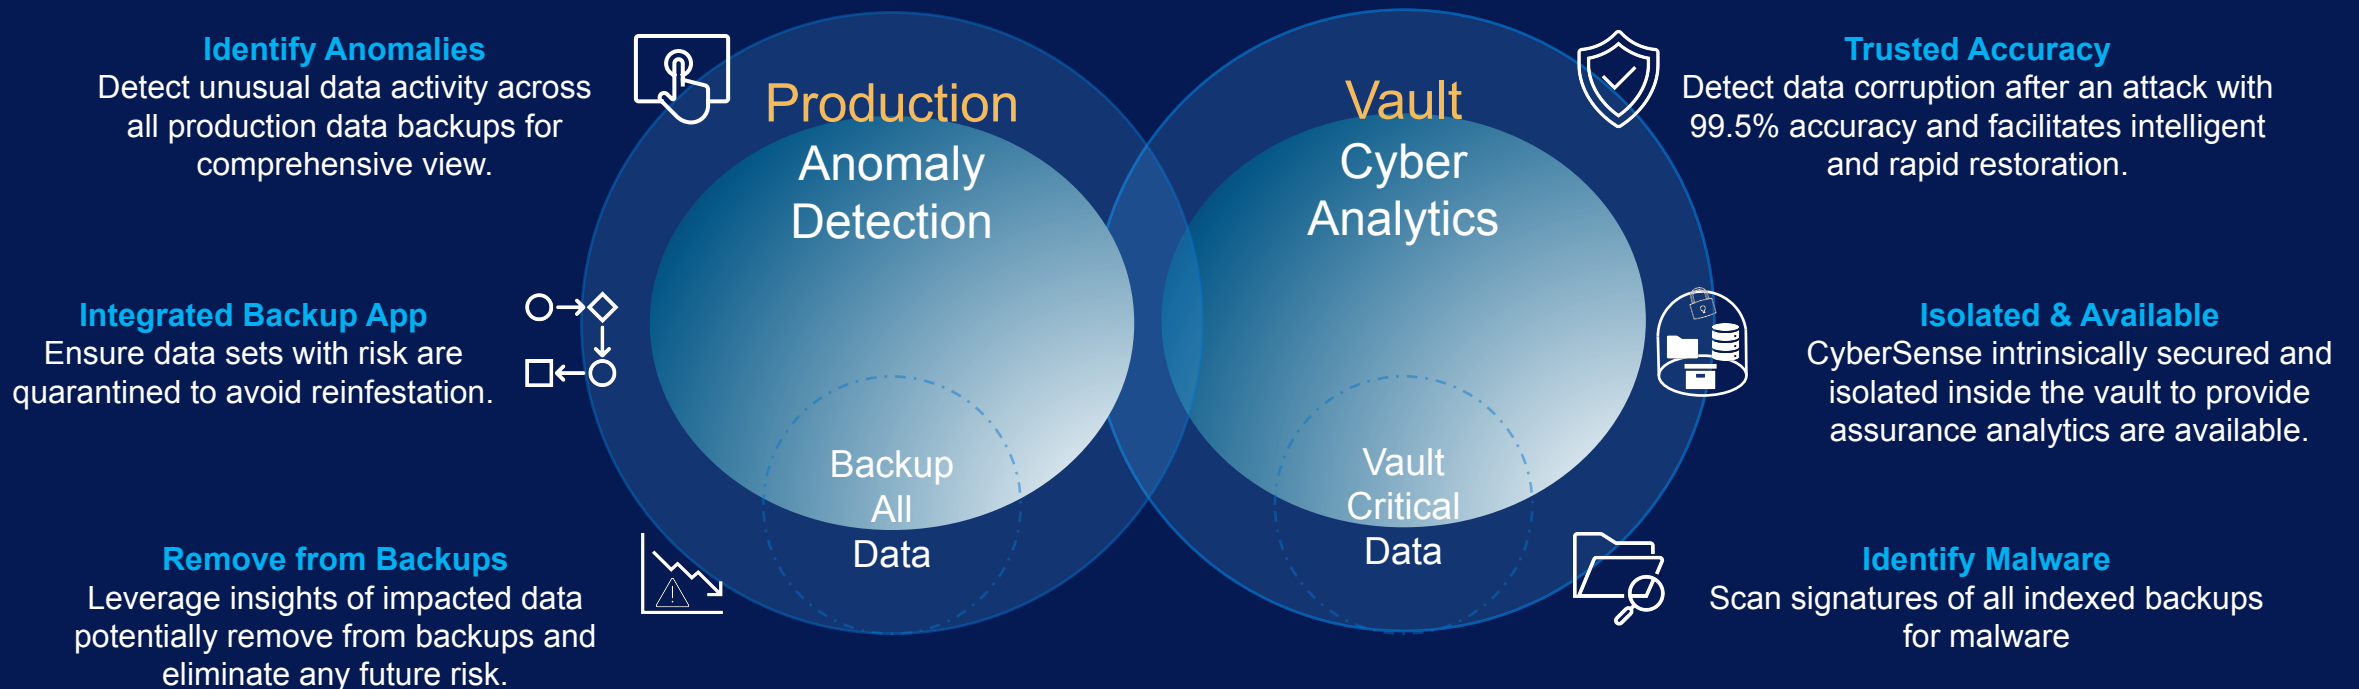 Identify Anomalies
Detect unusual data activity across
all production data backups for
comprehensive view.
Integrated Backup App
Ensure data sets with risk are
quarantined to avoid reinfestation.
Remove from Backups
Leverage insights of impacted data
potentially remove from backups and
eliminate any future risk.
Production
Anomaly
Detection
Backup
All
Data
Vault
Cyber
Analytics
Vault
Critical
Data
Trusted Accuracy
Detect data corruption after an attack with
99.5% accuracy and facilitates intelligent
and rapid restoration.
Isolated & Available
CyberSense intrinsically secured and
isolated inside the vault to provide
assurance analytics are available.
Identify Malware
Scan signatures of all indexed backups
for malware